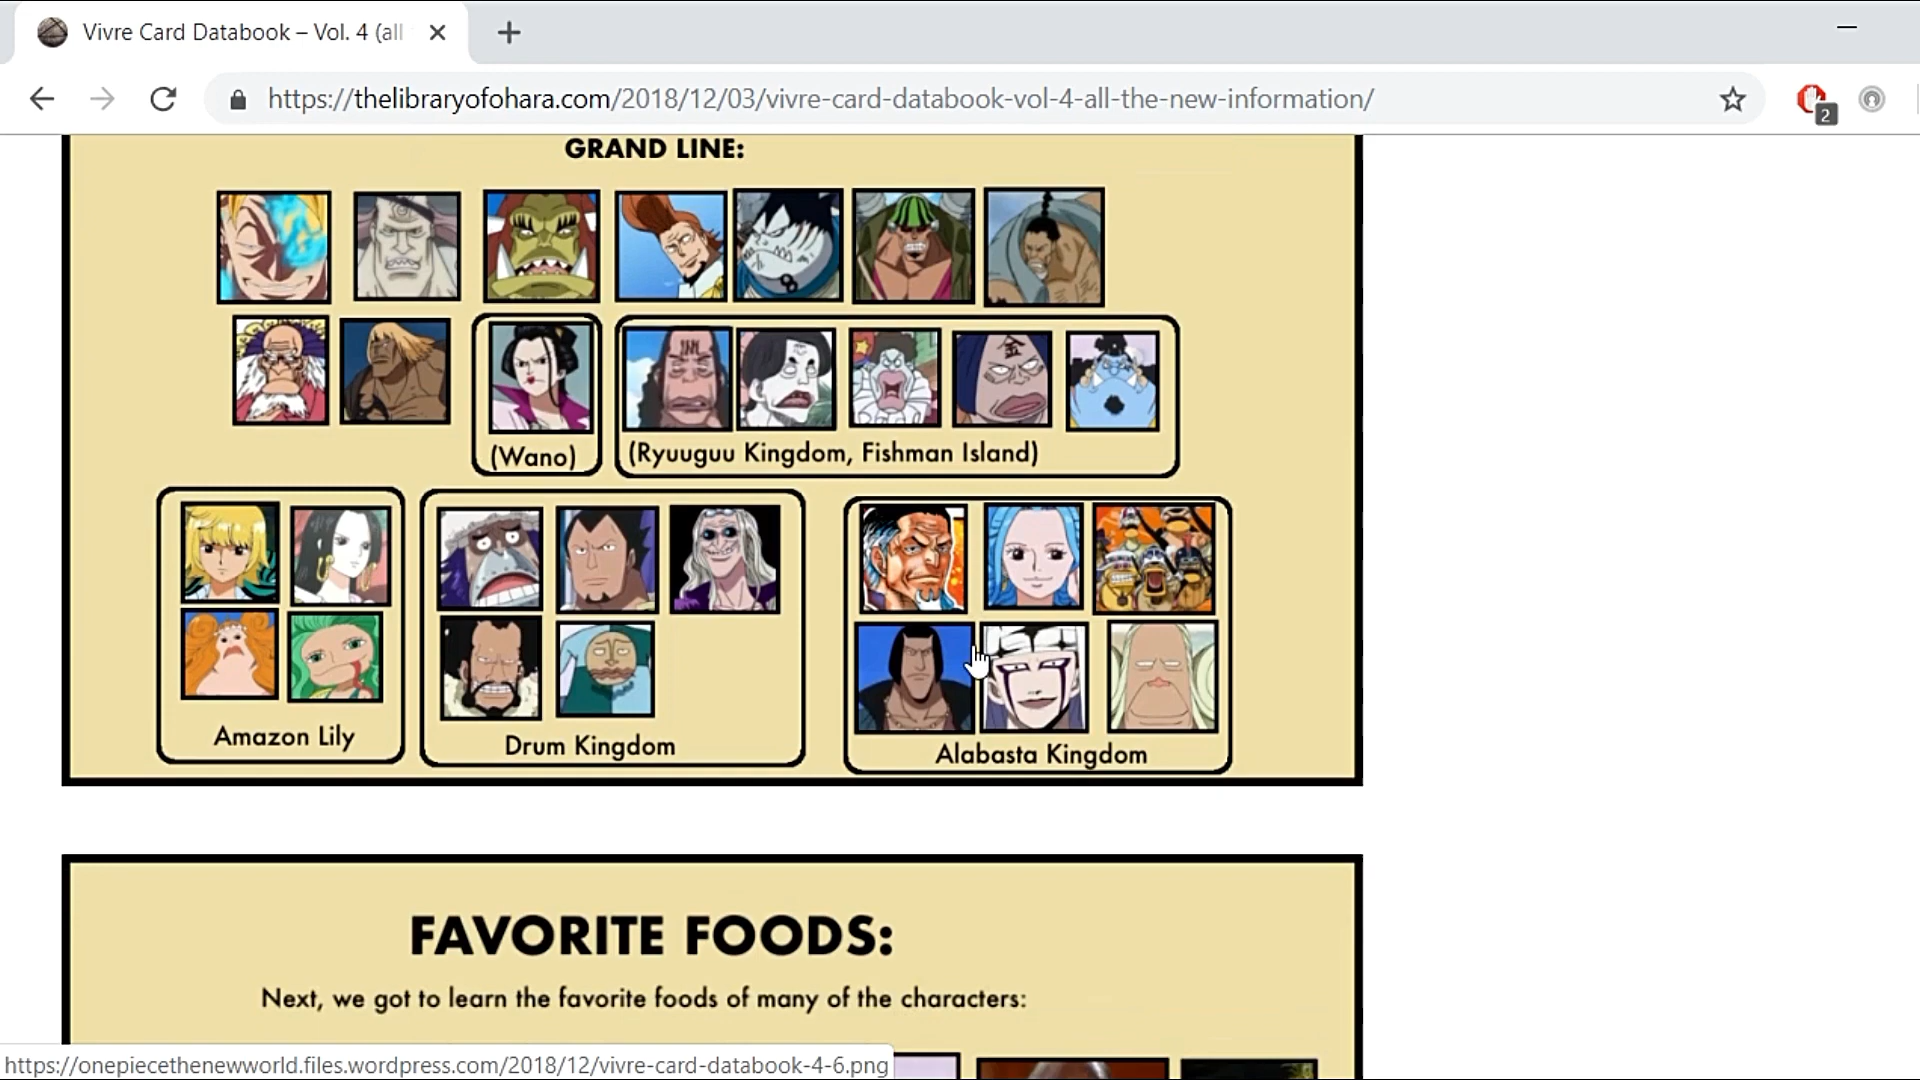 Vivre Card Databook – Vol. 4 (all
https://thelibraryofohara.com/2018/12/03/vivre-card-databook-vol-4-all-the-new-information/
2
GRAND LINE:
金
(Wano)
(Ryuuguu Kingdom, Fishman Island)
Amazon Lily
Drum Kingdom
Alabasta Kingdom
FAVORITE FOODS:
Next, we got to learn the favorite foods of many of the characters:
https://onepiecethenewworld.files.wordpress.com/2018/12/vivre-card-databook-4-6.png